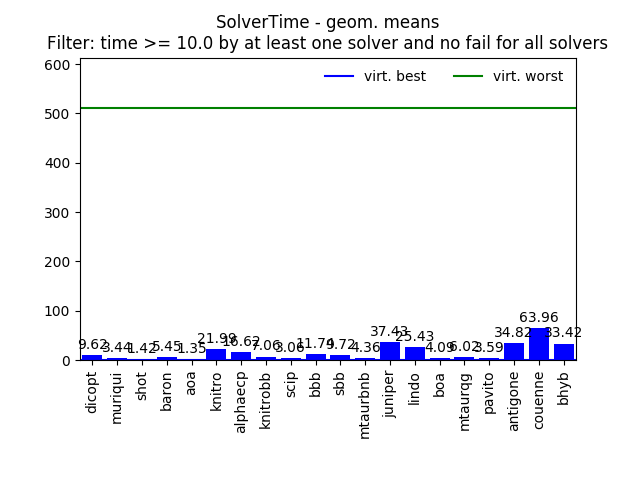 SolverTime - geom. means
Filter: time >= 10.0 by at least one solver and no fail for all solvers
virt. best
virt. worst
600
500
400
300
200
100
0
9.62
3.44
1.42
5.45
1.35
21.99
16.62
7.06
3.06
11.74
9.72
4.36
37.43
25.43
4.09
6.02
3.59
34.82
63.96
33.42
dicopt
muriqui
shot
baron
aoa
knitro
alphaecp
knitrobb
scip
bbb
sbb
mtaurbnb
juniper
lindo
boa
mtaurqg
pavito
antigone
couenne
bhyb